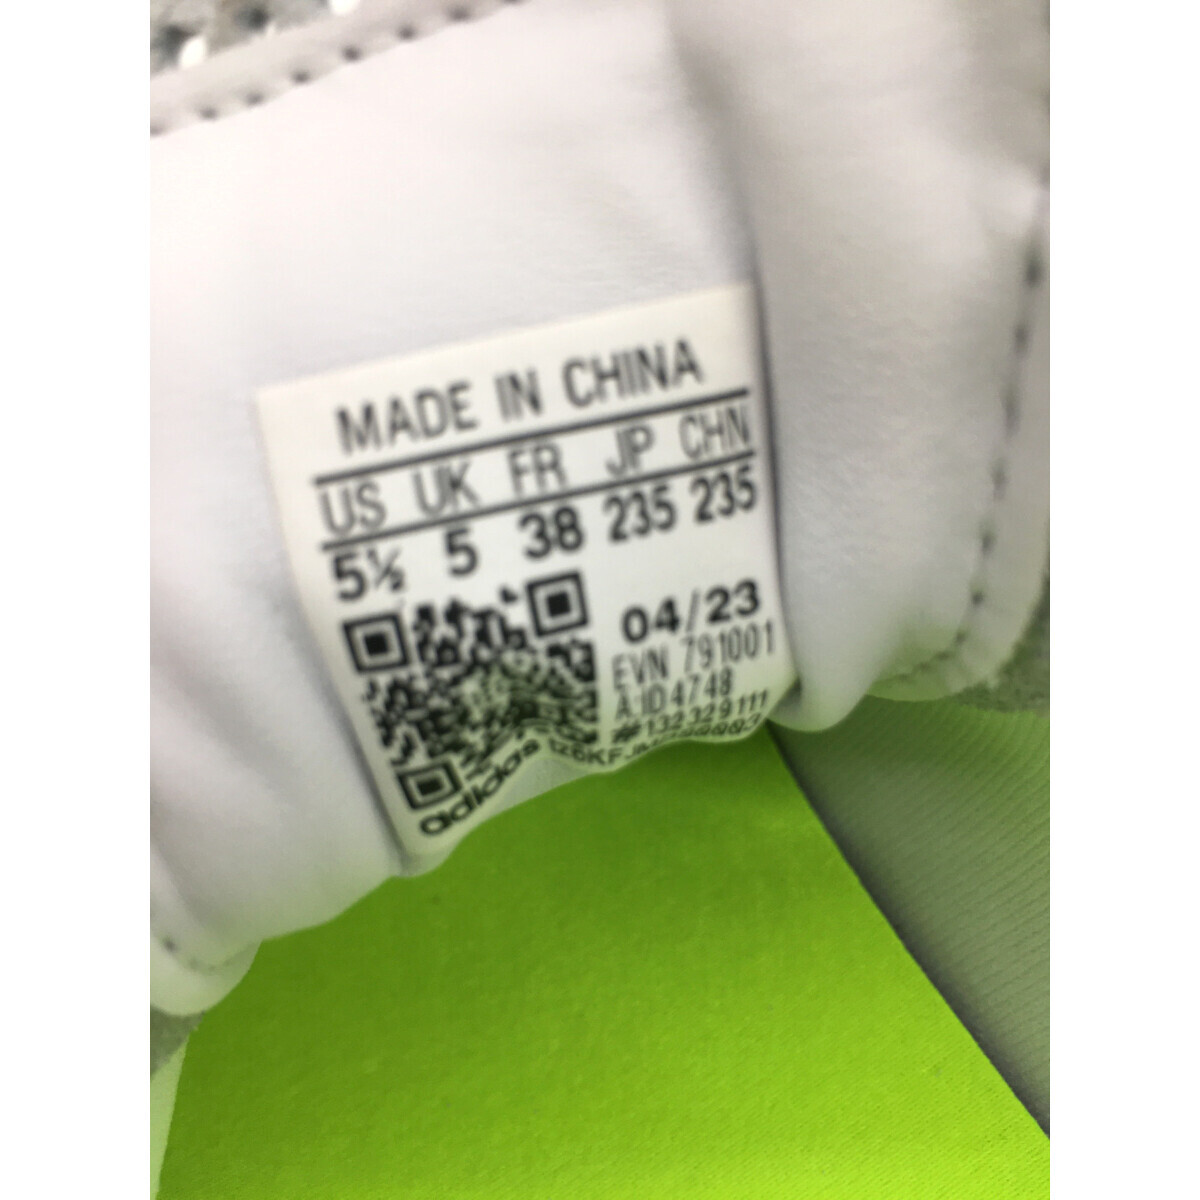 MADE IN CHINA
US UK FR JP CHN
5½ 5 38 235 235
04/23
EVN 791001
A:ID4748
#132329111
adidas